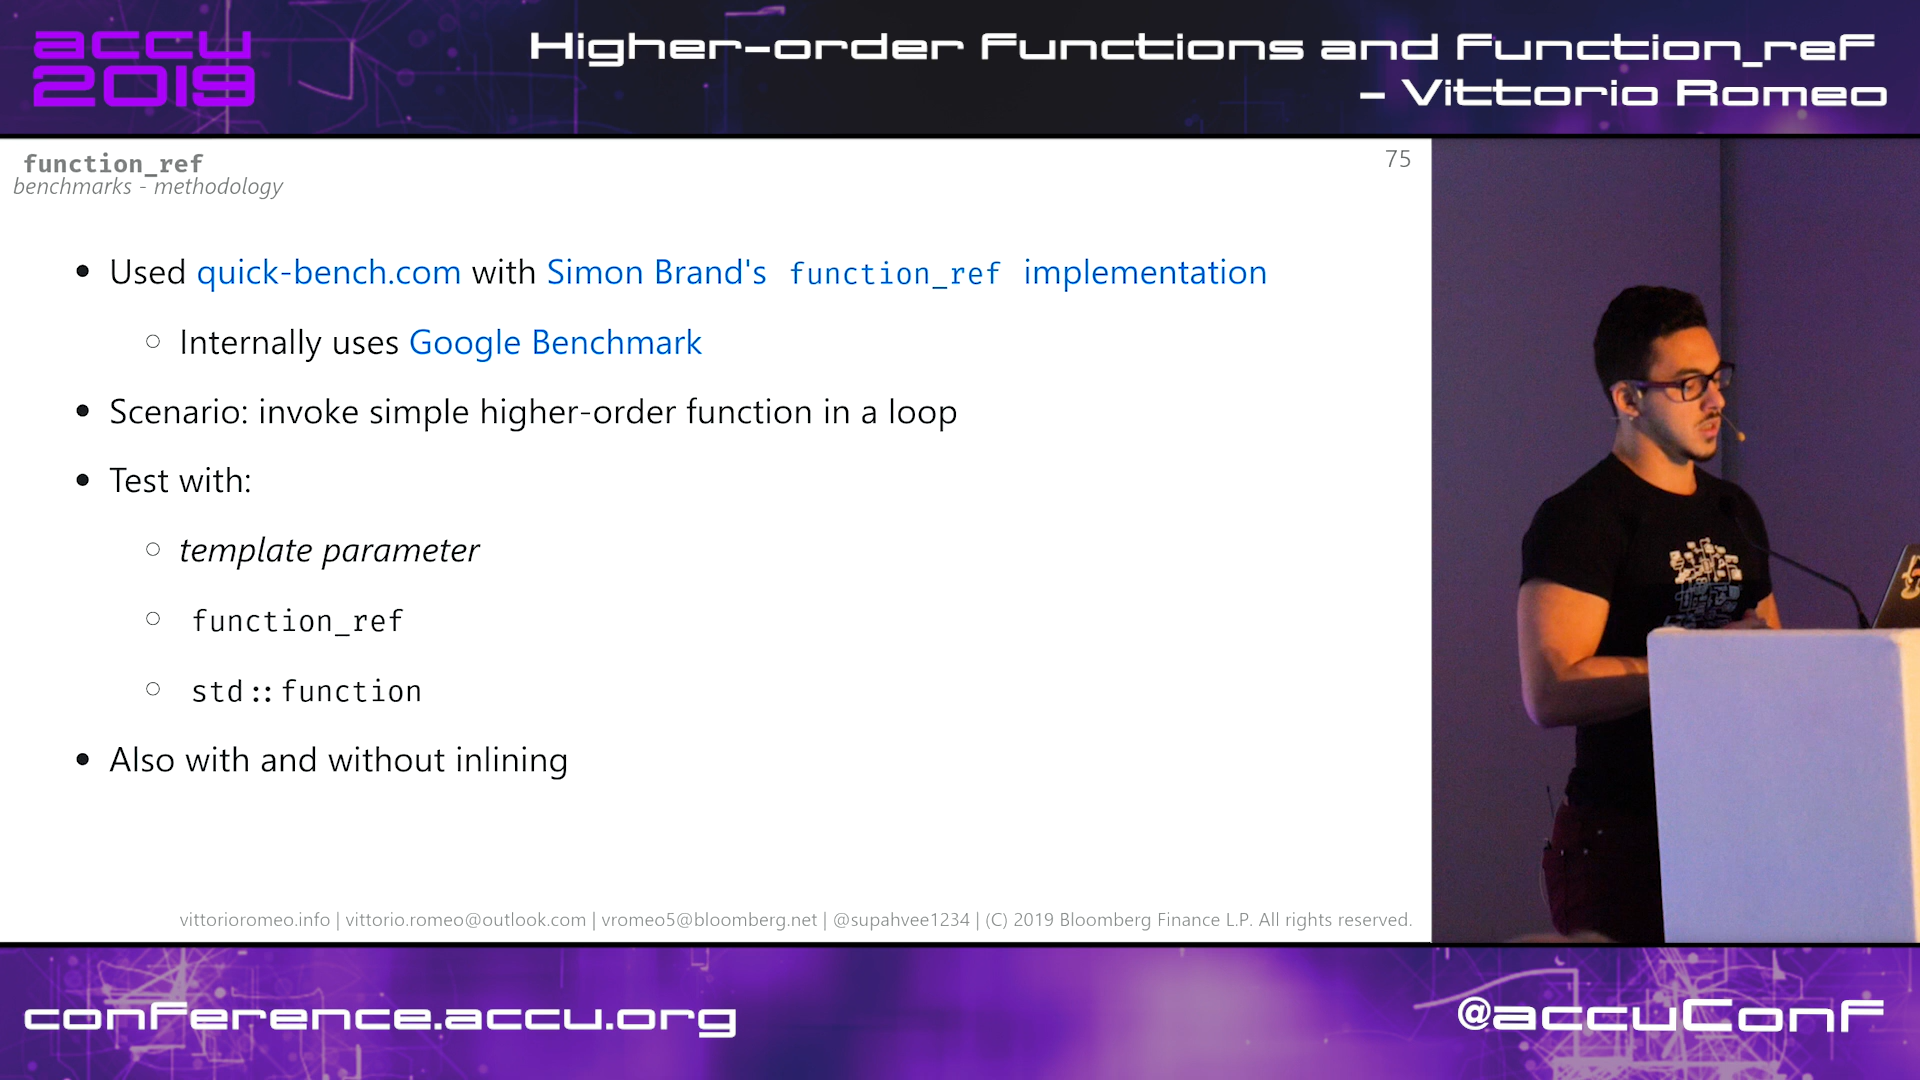 accu
2019
Higher-order Functions and function_ref
- Vittorio Romeo
function_ref
benchmarks - methodology
75
• Used quick-bench.com with Simon Brand's function_ref implementation
○ Internally uses Google Benchmark
• Scenario: invoke simple higher-order function in a loop
• Test with:
○ template parameter
○ function_ref
○ std::function
• Also with and without inlining
vittorioromeo.info | vittorio.romeo@outlook.com | vromeo5@bloomberg.net | @supahvee1234 | (C) 2019 Bloomberg Finance L.P. All rights reserved.
conference.accu.org
@accuConf